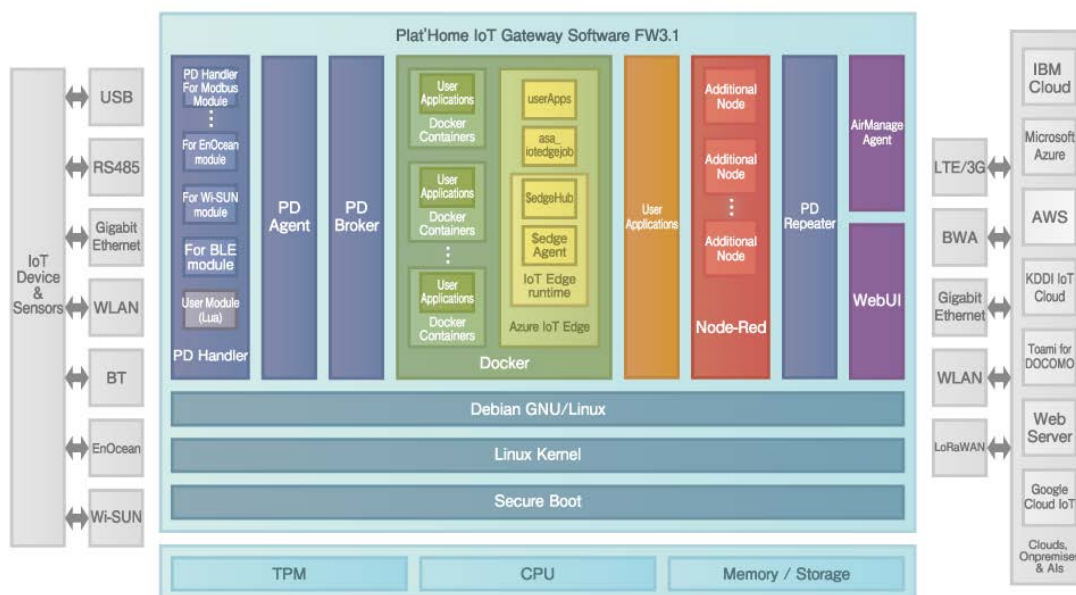 Plat'Home IoT Gateway Software FW3.1
IoT
Device
&
Sensors
USB
RS485
Gigabit
Ethernet
WLAN
BT
EnOcean
Wi-SUN
PD Handler
For Modbus
Module
For EnOcean
module
For Wi-SUN
module
For BLE
module
User Module
(Lua)
PD Handler
PD
Agent
PD
Broker
User
Applications
Docker
Containers
User
Applications
Docker
Containers
User
Applications
Docker
Containers
userApps
asa_
iotedgejob
$edgeHub
$edge
Agent
IoT Edge
runtime
Azure IoT Edge
Docker
User
Applications
Additional
Node
Additional
Node
Additional
Node
Node-Red
PD
Repeater
AirManage
Agent
WebUI
Debian GNU/Linux
Linux Kernel
Secure Boot
TPM
CPU
Memory / Storage
LTE/3G
BWA
Gigabit
Ethernet
WLAN
LoRaWAN
IBM
Cloud
Microsoft
Azure
AWS
KDDI IoT
Cloud
Toami for
DOCOMO
Web
Server
Google
Cloud IoT
Clouds,
Onpremises
& AIs